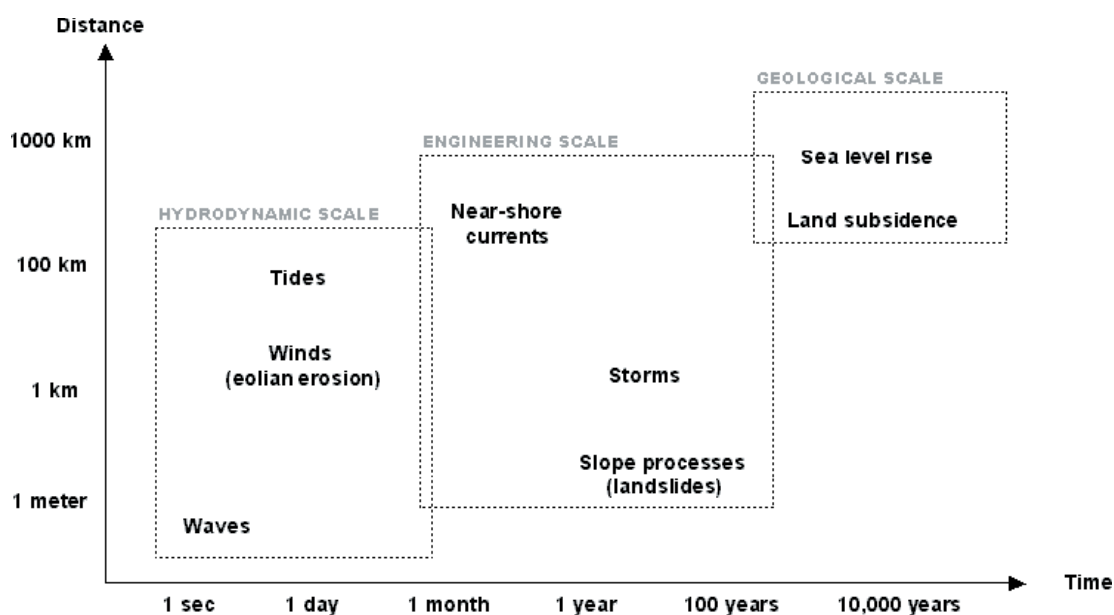 Distance
GEOLOGICAL SCALE
1000 km
ENGINEERING SCALE
Sea level rise
HYDRODYNAMIC SCALE
Near-shore
currents
Land subsidence
100 km
Tides
Winds
(eolian erosion)
1 km
Storms
Slope processes
(landslides)
1 meter
Waves
Time
1 sec
1 day
1 month
1 year
100 years
10,000 years